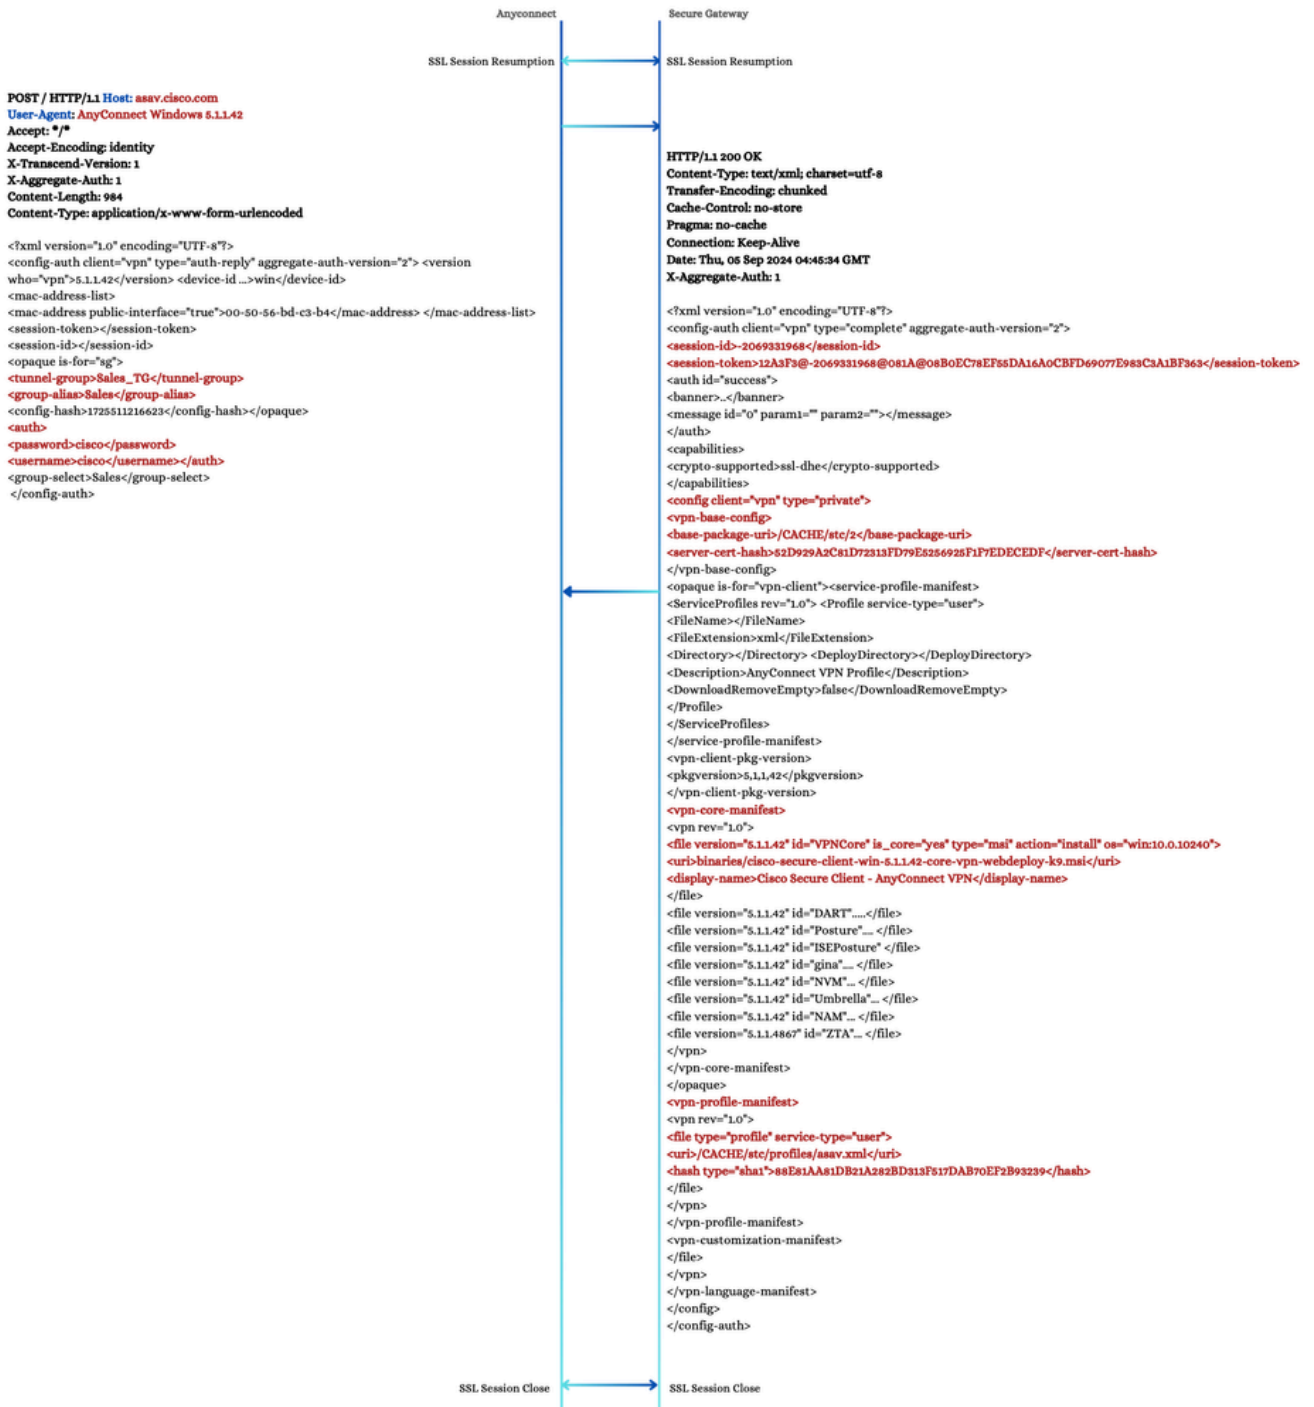 Anyconnect
Secure Gateway
SSL Session Resumption
SSL Session Resumption
POST / HTTP/1.1 Host: asav.cisco.com
User-Agent: AnyConnect Windows 5.1.1.42
Accept: */*
Accept-Encoding: identity
X-Transcend-Version: 1
X-Aggregate-Auth: 1
Content-Length: 984
Content-Type: application/x-www-form-urlencoded
<?xml version="1.0" encoding="UTF-8"?>
<config-auth client="vpn" type="auth-reply" aggregate-auth-version="2"> <version
who="vpn">5.1.1.42</version> <device-id ...>win</device-id>
<mac-address-list>
<mac-address public-interface="true">00-50-56-bd-c3-b4</mac-address> </mac-address-list>
<session-token></session-token>
<session-id></session-id>
<opaque is-for="sg">
<tunnel-group>Sales_TG</tunnel-group>
<group-alias>Sales</group-alias>
<config-hash>1725511216623</config-hash></opaque>
<auth>
<password>cisco</password>
<username>cisco</username></auth>
<group-select>Sales</group-select>
</config-auth>
HTTP/1.1 200 OK
Content-Type: text/xml; charset=utf-8
Transfer-Encoding: chunked
Cache-Control: no-store
Pragma: no-cache
Connection: Keep-Alive
Date: Thu, 05 Sep 2024 04:45:34 GMT
X-Aggregate-Auth: 1
<?xml version="1.0" encoding="UTF-8"?>
<config-auth client="vpn" type="complete" aggregate-auth-version="2">
<session-id>-2069331968</session-id>
<session-token>12A3F3@-2069331968@081A@08B0EC78EF55DA16A0CBFD69077E983C3A1BF363</session-token>
<auth id="success">
<banner>..</banner>
<message id="0" param1="" param2=""></message>
</auth>
<capabilities>
<crypto-supported>ssl-dhe</crypto-supported>
</capabilities>
<config client="vpn" type="private">
<vpn-base-config>
<base-package-uri>/CACHE/stc/2</base-package-uri>
<server-cert-hash>52D929A2C81D72313FD79E5256925F1F7EDECEDF</server-cert-hash>
</vpn-base-config>
<opaque is-for="vpn-client"><service-profile-manifest>
<ServiceProfiles rev="1.0"> <Profile service-type="user">
<FileName></FileName>
<FileExtension>xml</FileExtension>
<Directory></Directory> <DeployDirectory></DeployDirectory>
<Description>AnyConnect VPN Profile</Description>
<DownloadRemoveEmpty>false</DownloadRemoveEmpty>
</Profile>
</ServiceProfiles>
</service-profile-manifest>
<vpn-client-pkg-version>
<pkgversion>5,1,1,42</pkgversion>
</vpn-client-pkg-version>
<vpn-core-manifest>
<vpn rev="1.0">
<file version="5.1.1.42" id="VPNCore" is_core="yes" type="msi" action="install" os="win:10.0.10240">
<uri>binaries/cisco-secure-client-win-5.1.1.42-core-vpn-webdeploy-k9.msi</uri>
<display-name>Cisco Secure Client - AnyConnect VPN</display-name>
</file>
<file version="5.1.1.42" id="DART".....</file>
<file version="5.1.1.42" id="Posture".... </file>
<file version="5.1.1.42" id="ISEPosture" </file>
<file version="5.1.1.42" id="gina".... </file>
<file version="5.1.1.42" id="NVM"... </file>
<file version="5.1.1.42" id="Umbrella"... </file>
<file version="5.1.1.42" id="NAM"... </file>
<file version="5.1.1.4867" id="ZTA"... </file>
</vpn>
</vpn-core-manifest>
</opaque>
<vpn-profile-manifest>
<vpn rev="1.0">
<file type="profile" service-type="user">
<uri>/CACHE/stc/profiles/asav.xml</uri>
<hash type="sha1">88E81AA81DB21A282BD313F517DAB70EF2B93239</hash>
</file>
</vpn>
</vpn-profile-manifest>
<vpn-customization-manifest>
</file>
</vpn>
</vpn-language-manifest>
</config>
</config-auth>
SSL Session Close
SSL Session Close